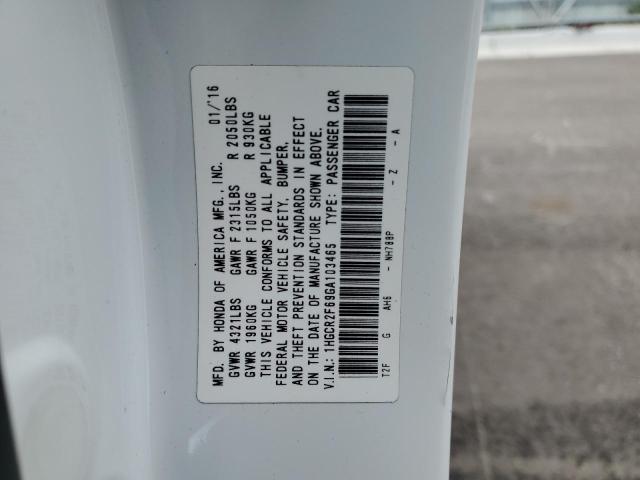 MFD. BY HONDA OF AMERICA MFG., INC. 01/'16
GVWR 4321LBS GAWR F 2315LBS R 2050LBS
GVWR 1960KG GAWR F 1050KG R 930KG
THIS VEHICLE CONFORMS TO ALL APPLICABLE
FEDERAL MOTOR VEHICLE SAFETY, BUMPER,
AND THEFT PREVENTION STANDARDS IN EFFECT
ON THE DATE OF MANUFACTURE SHOWN ABOVE.
V.I.N.: 1HGCR2F69GA103465 TYPE: PASSENGER CAR
T2F G AH6 - NH788P - Z - A